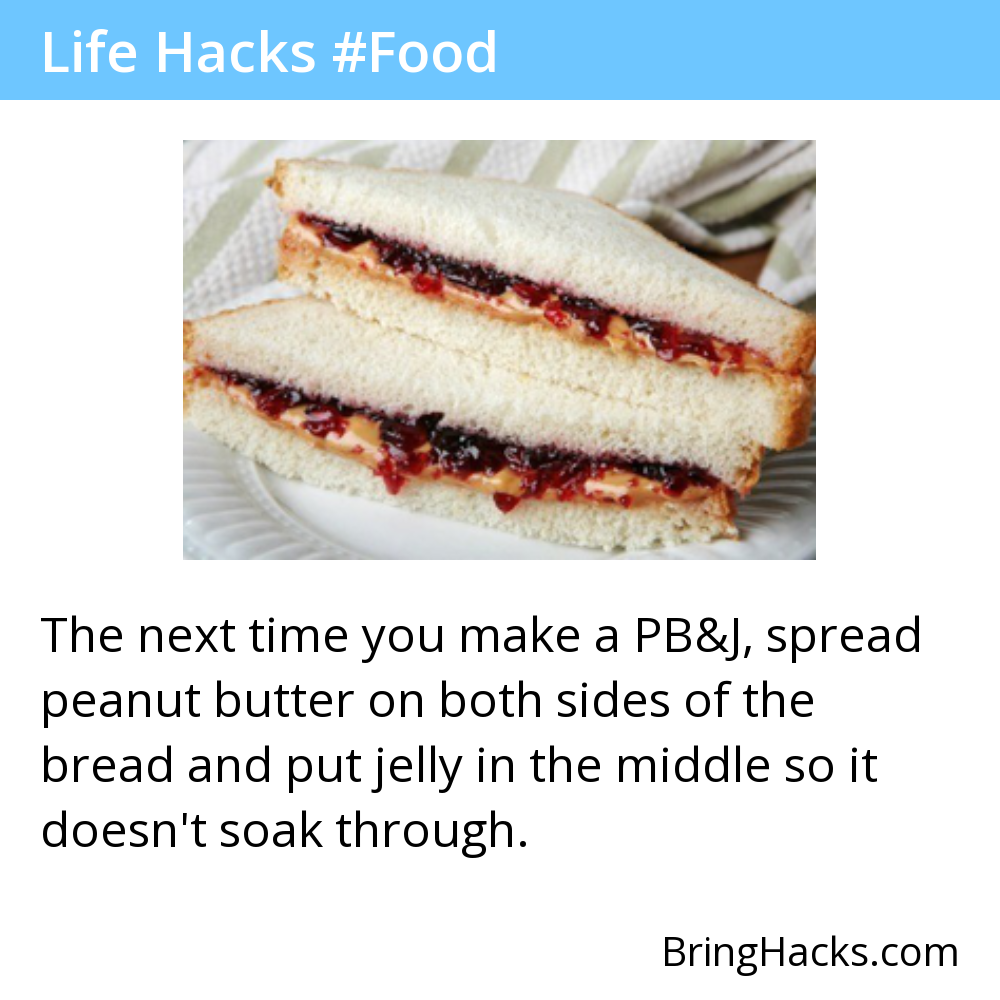 Life Hacks #Food
The next time you make a PB&J, spread
peanut butter on both sides of the
bread and put jelly in the middle so it
doesn't soak through.
BringHacks.com